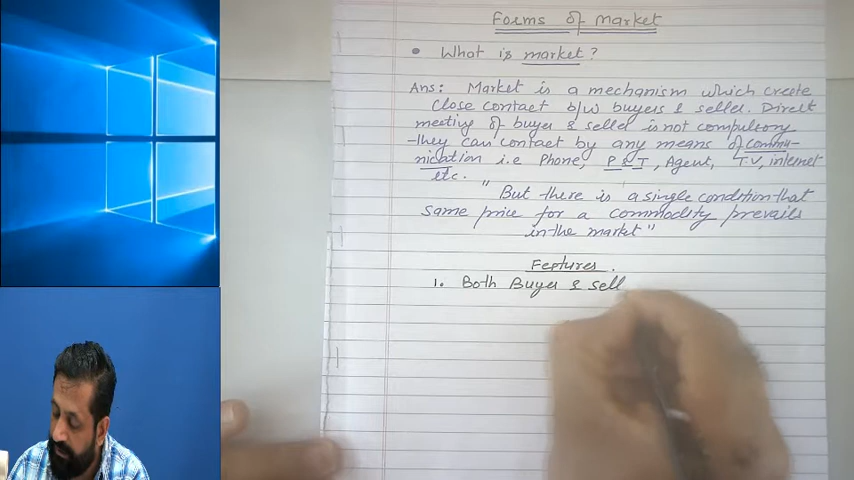 Forms of market
• What is market?
Ans: Market is a mechanism which create
close contact b/w buyers & seller. Direct
meeting of buyer & seller is not compulsory
they can contact by any means of commu-
nication i.e Phone, P & T, Agent, T.V, internet
etc.
" But there is a single condition that
same price for a commodity prevails
in the market "
Features.
1. Both Buyer & sell